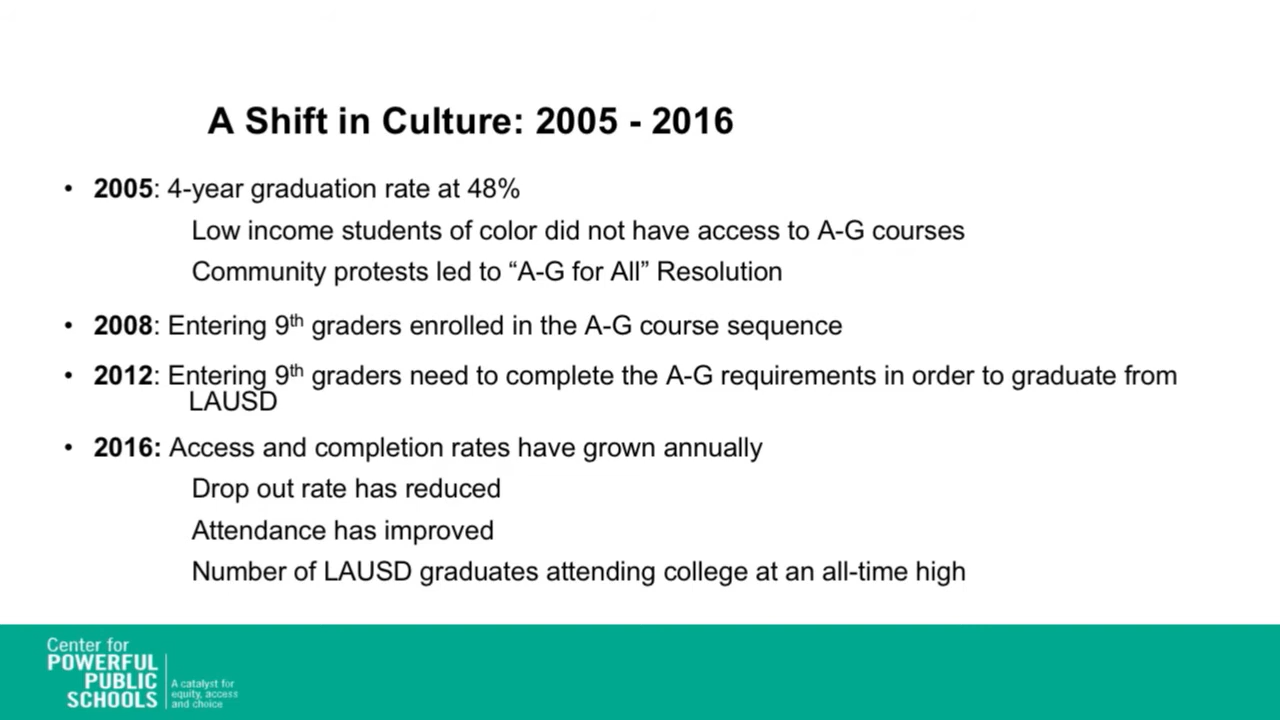 A Shift in Culture: 2005 - 2016
• 2005: 4-year graduation rate at 48%
Low income students of color did not have access to A-G courses
Community protests led to “A-G for All” Resolution
• 2008: Entering 9th graders enrolled in the A-G course sequence
• 2012: Entering 9th graders need to complete the A-G requirements in order to graduate from
LAUSD
• 2016: Access and completion rates have grown annually
Drop out rate has reduced
Attendance has improved
Number of LAUSD graduates attending college at an all-time high
Center for
POWERFUL
PUBLIC
SCHOOLS
A catalyst for
equity, access
and choice